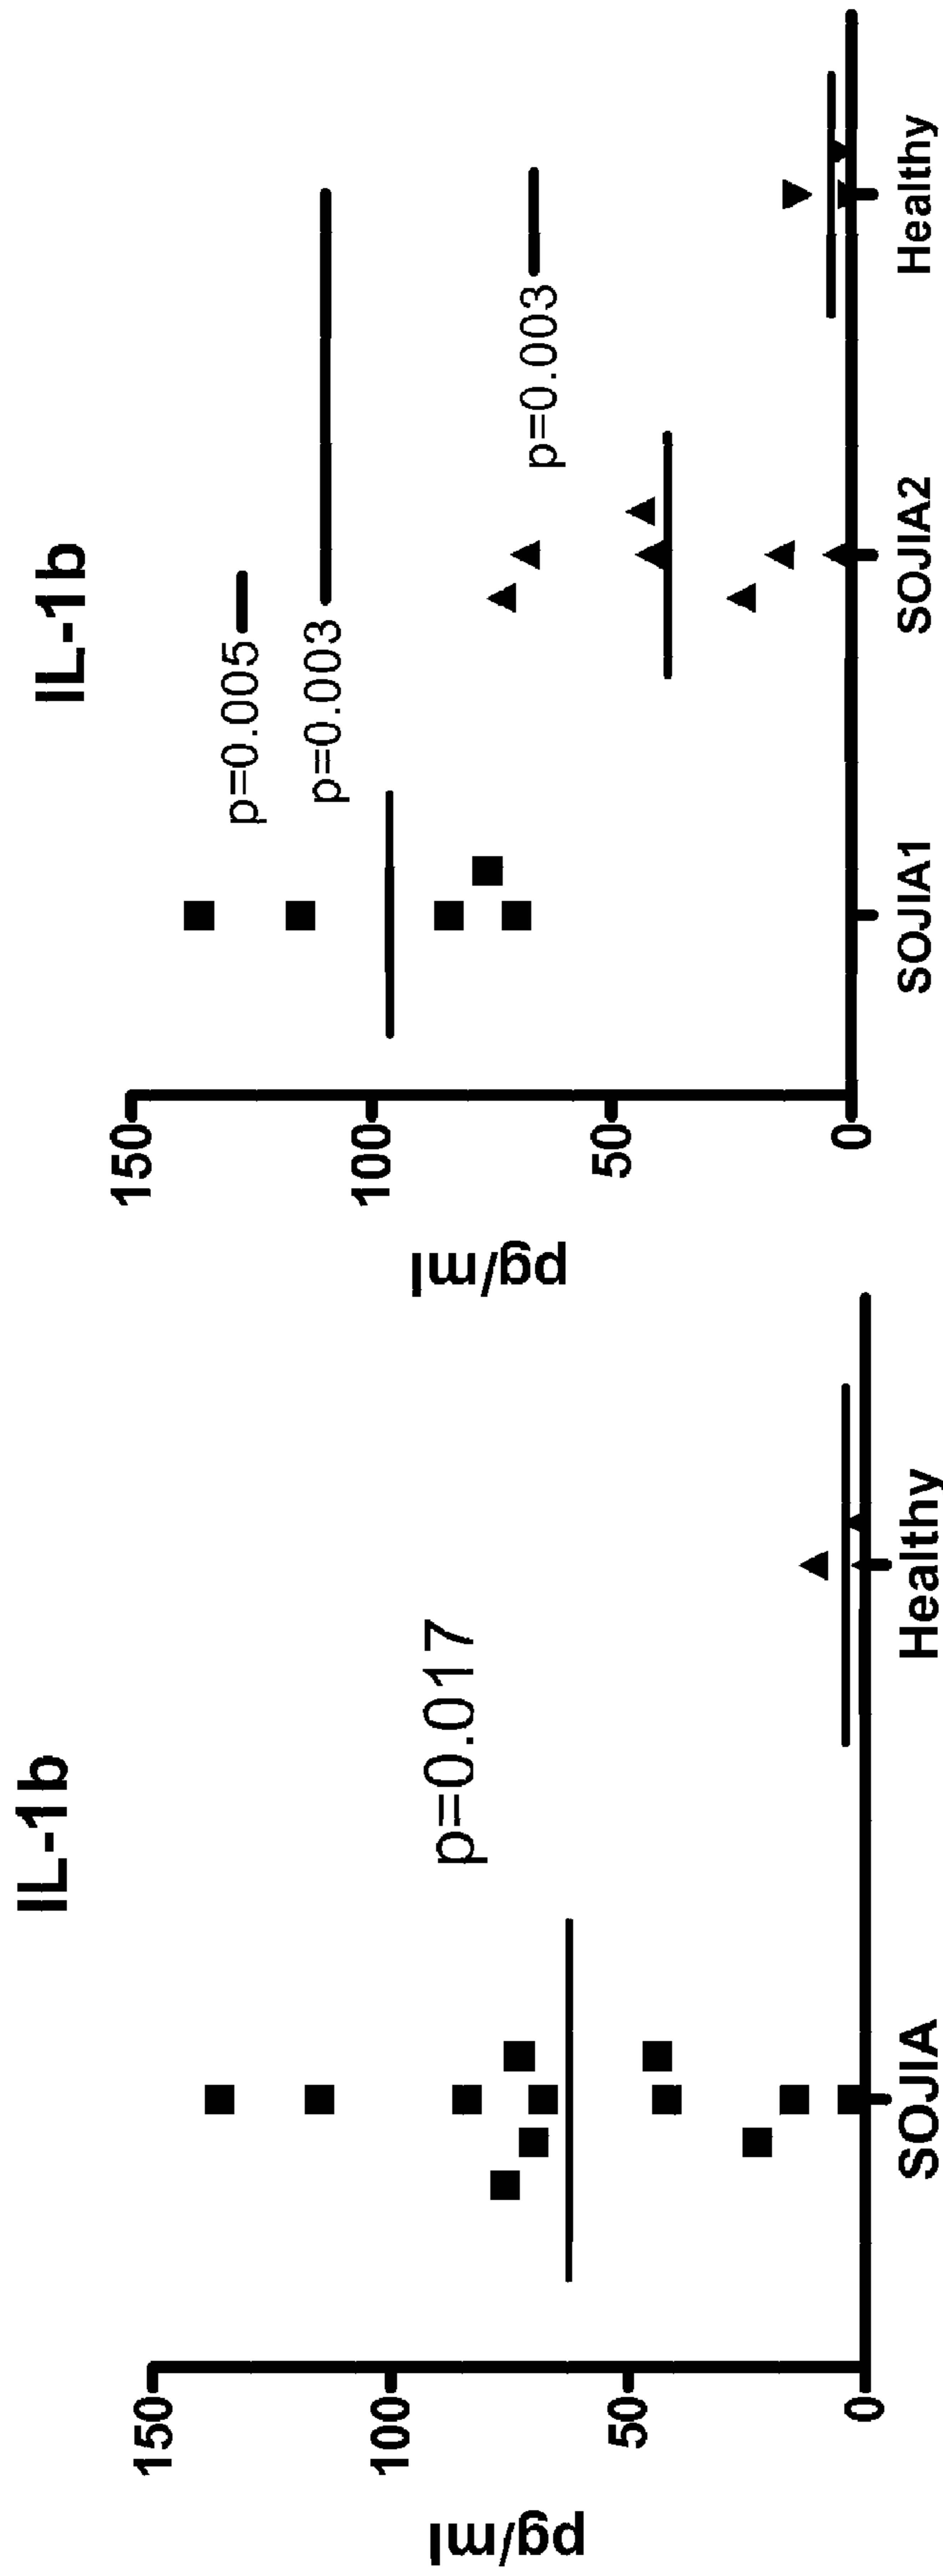 IL-1b
150
100
50
0
pg/ml
p=0.017
SOJIA
Healthy
IL-1b
150
100
50
0
pg/ml
p=0.005
p=0.003
p=0.003
SOJIA1
SOJIA2
Healthy